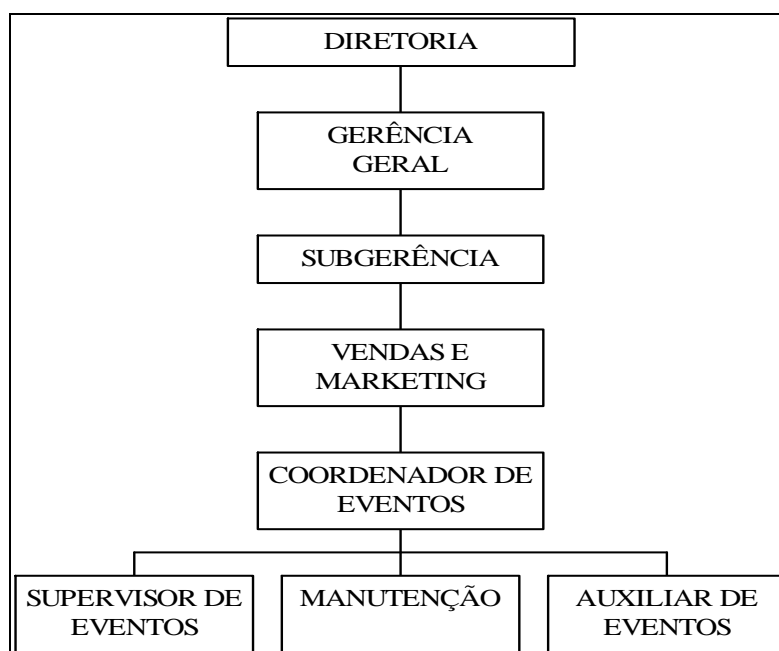 DIRETORIA
GERÊNCIA
GERAL
SUBGERÊNCIA
VENDAS E
MARKETING
COORDENADOR DE
EVENTOS
SUPERVISOR DE
EVENTOS
MANUTENÇÃO
AUXILIAR DE
EVENTOS